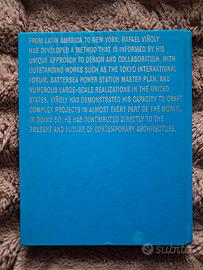 FROM LATIN AMERICA TO NEW YORK, RAFAEL VIÑOLY
HAS DEVELOPED A METHOD THAT IS INFORMED BY HIS
UNIQUE APPROACH TO DESIGN AND COLLABORATION. WITH
OUTSTANDING WORKS SUCH AS THE TOKYO INTERNATIONAL
FORUM, BATTERSEA POWER STATION MASTER PLAN, AND
NUMEROUS LARGE-SCALE REALIZATIONS IN THE UNITED
STATES, VIÑOLY HAS DEMONSTRATED HIS CAPACITY TO CRAFT
COMPLEX PROJECTS IN ALMOST EVERY PART OF THE WORLD.
IN DOING SO, HE HAS CONTRIBUTED DIRECTLY TO THE
PRESENT AND FUTURE OF CONTEMPORARY ARCHITECTURE.
subito